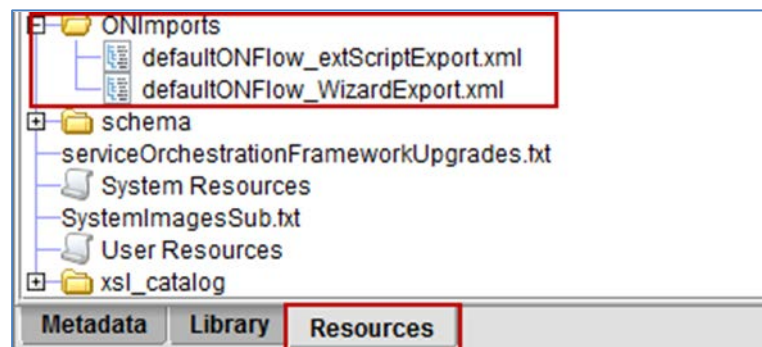 ONImports
defaultONFlow_extScriptExport.xml
defaultONFlow_WizardExport.xml
schema
serviceOrchestrationFrameworkUpgrades.txt
System Resources
SystemImagesSub.txt
User Resources
xsl_catalog
Metadata Library Resources